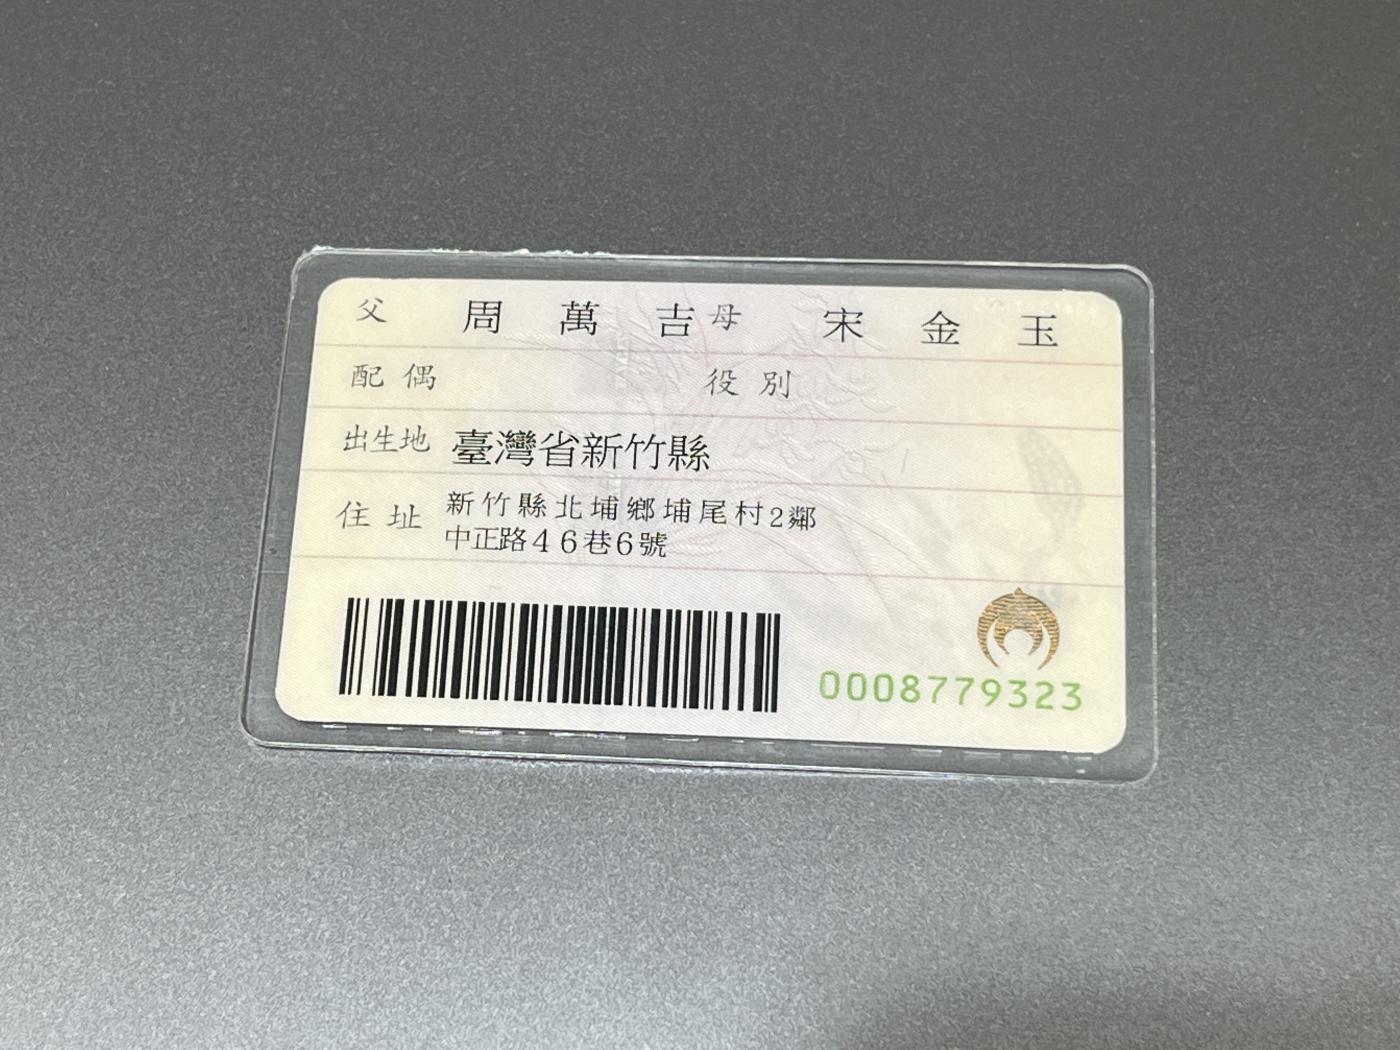 父 周萬吉 母 宋金玉
配偶 役別
出生地 臺灣省新竹縣
住址 新竹縣北埔鄉埔尾村2鄰
中正路46巷6號
0008779323